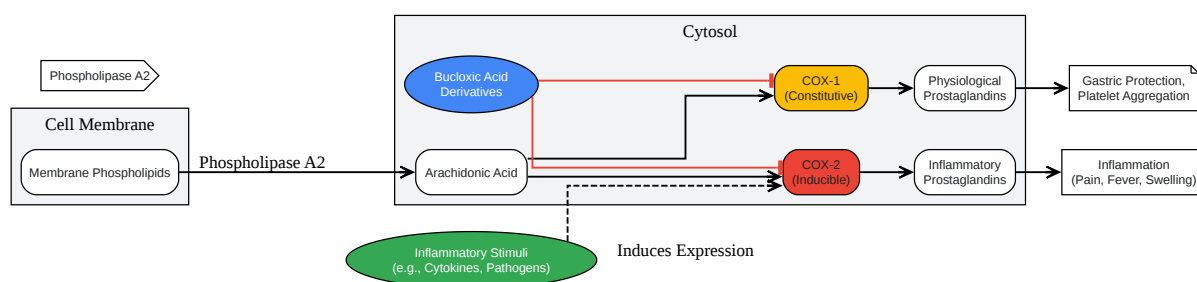 Cytosol
Phospholipase A2
Bucloxic Acid
Derivatives
COX-1
(Constitutive)
Physiological
Prostaglandins
Gastric Protection,
Platelet Aggregation
Cell Membrane
Membrane Phospholipids
Phospholipase A2
Arachidonic Acid
COX-2
(Inducible)
Inflammatory
Prostaglandins
Inflammation
(Pain, Fever, Swelling)
Inflammatory Stimuli
(e.g., Cytokines, Pathogens)
Induces Expression